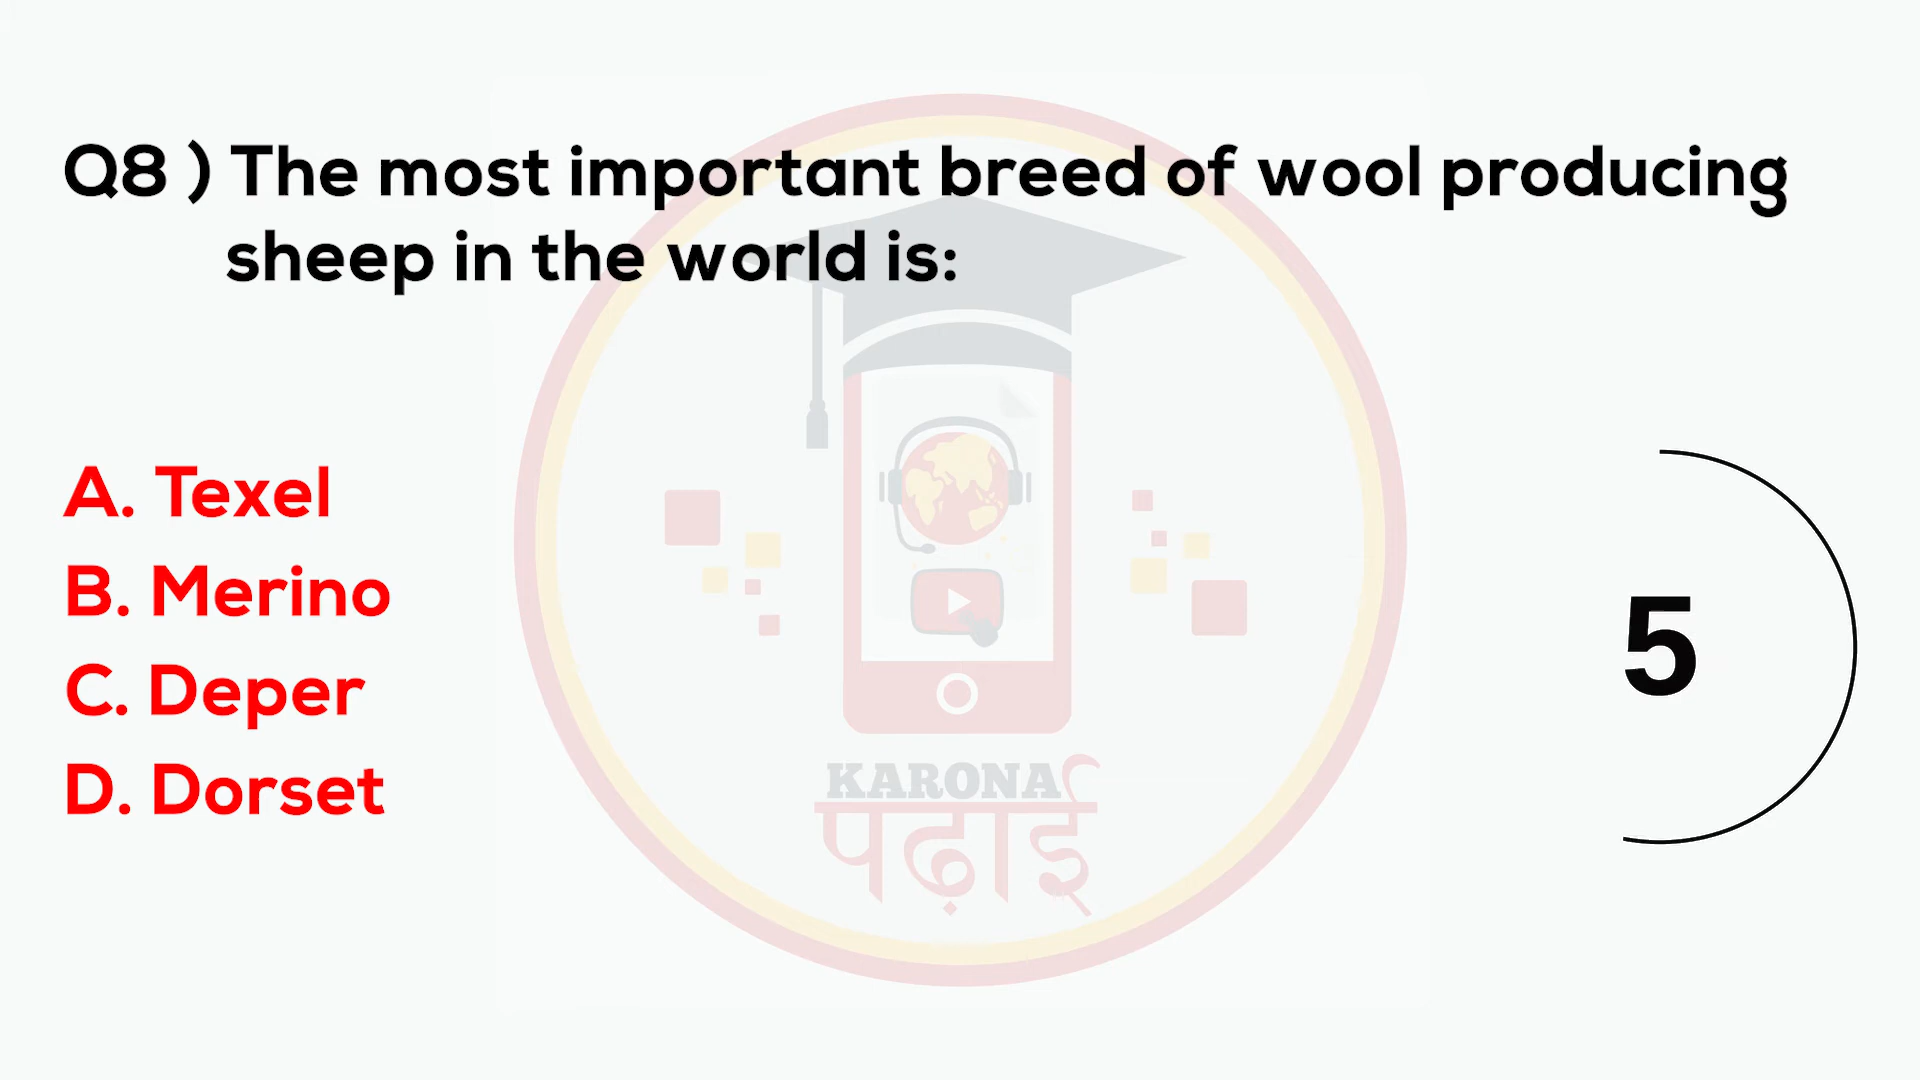 Q8 ) The most important breed of wool producing
sheep in the world is:
A. Texel
B. Merino
C. Deper
D. Dorset
5
KARONA
पढ़ाई